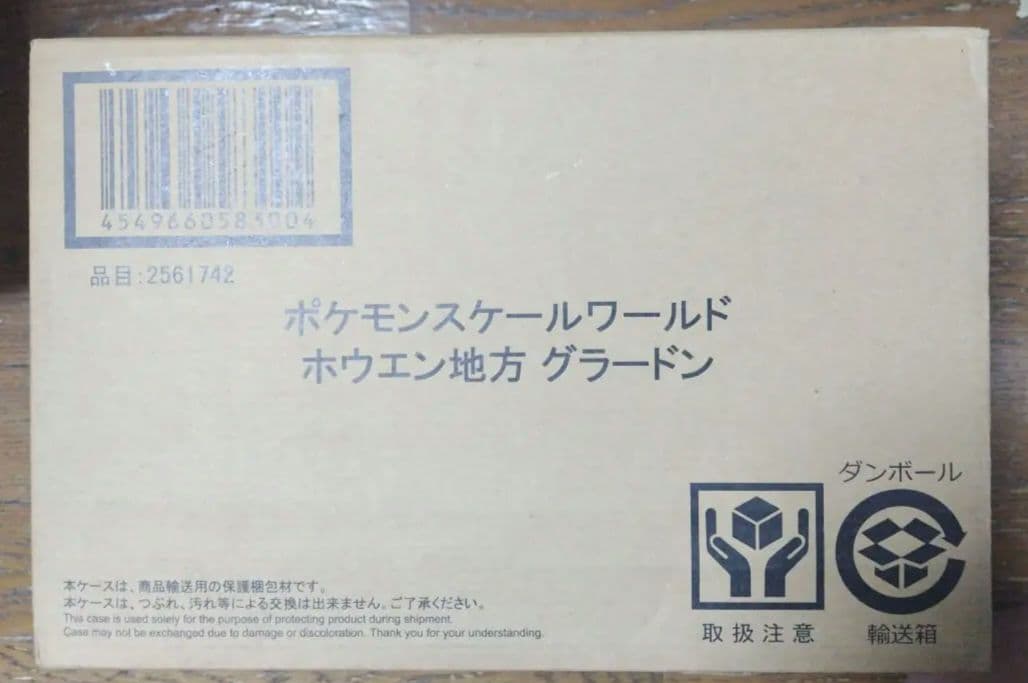 4549660583004
品目:2561742
ポケモンスケールワールド
ホウエン地方 グラードン
ダンボール
取扱注意
輸送箱
本ケースは、商品輸送用の保護梱包材です。
本ケースは、つぶれ、汚れ等による交換は出来ません。ご了承ください。
This case is used solely for the purpose of protecting product during shipment.
Case may not be exchanged due to damage or discoloration. Thank you for your understanding.